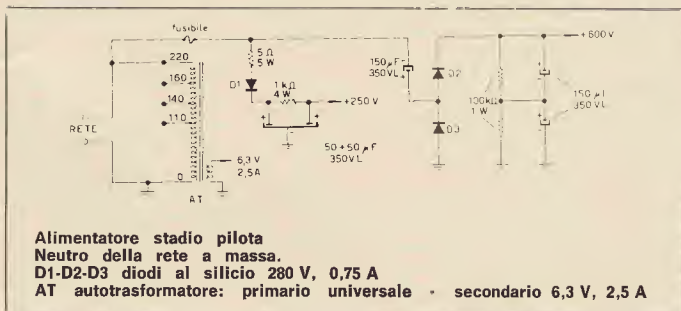 fusibile
220
160
140
110
0
RETE
AT
6,3 V
2,5 A
5 Ω
5 W
D1
1 kΩ
4 W
+250 V
50 + 50 µF
350 VL
150 µF
350 VL
D2
D3
100kΩ
1 W
+600 V
150 µF
350 VL
Alimentatore stadio pilota
Neutro della rete a massa.
D1-D2-D3 diodi al silicio 280 V, 0,75 A
AT autotrasformatore: primario universale - secondario 6,3 V, 2,5 A